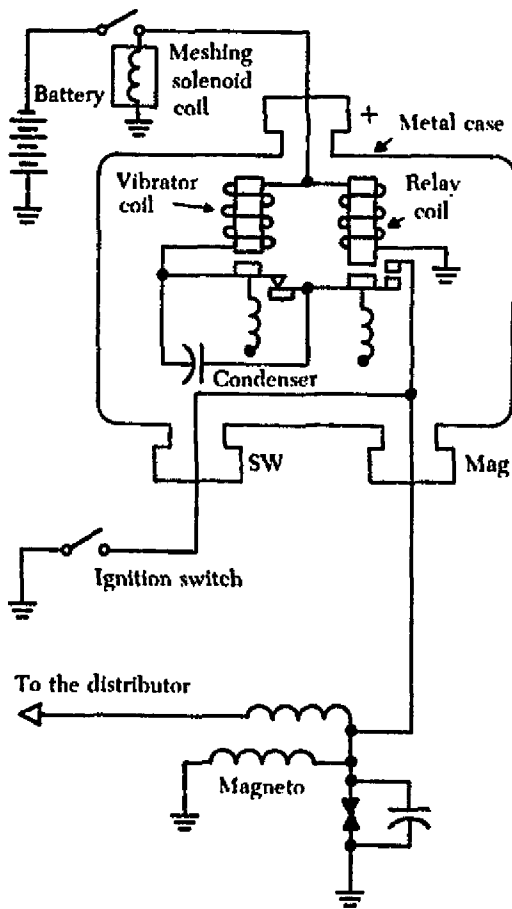 Meshing
solenoid
coil
Battery
+
Metal case
Vibrator
coil
Relay
coil
Condenser
SW
Mag
Ignition switch
To the distributor
Magneto